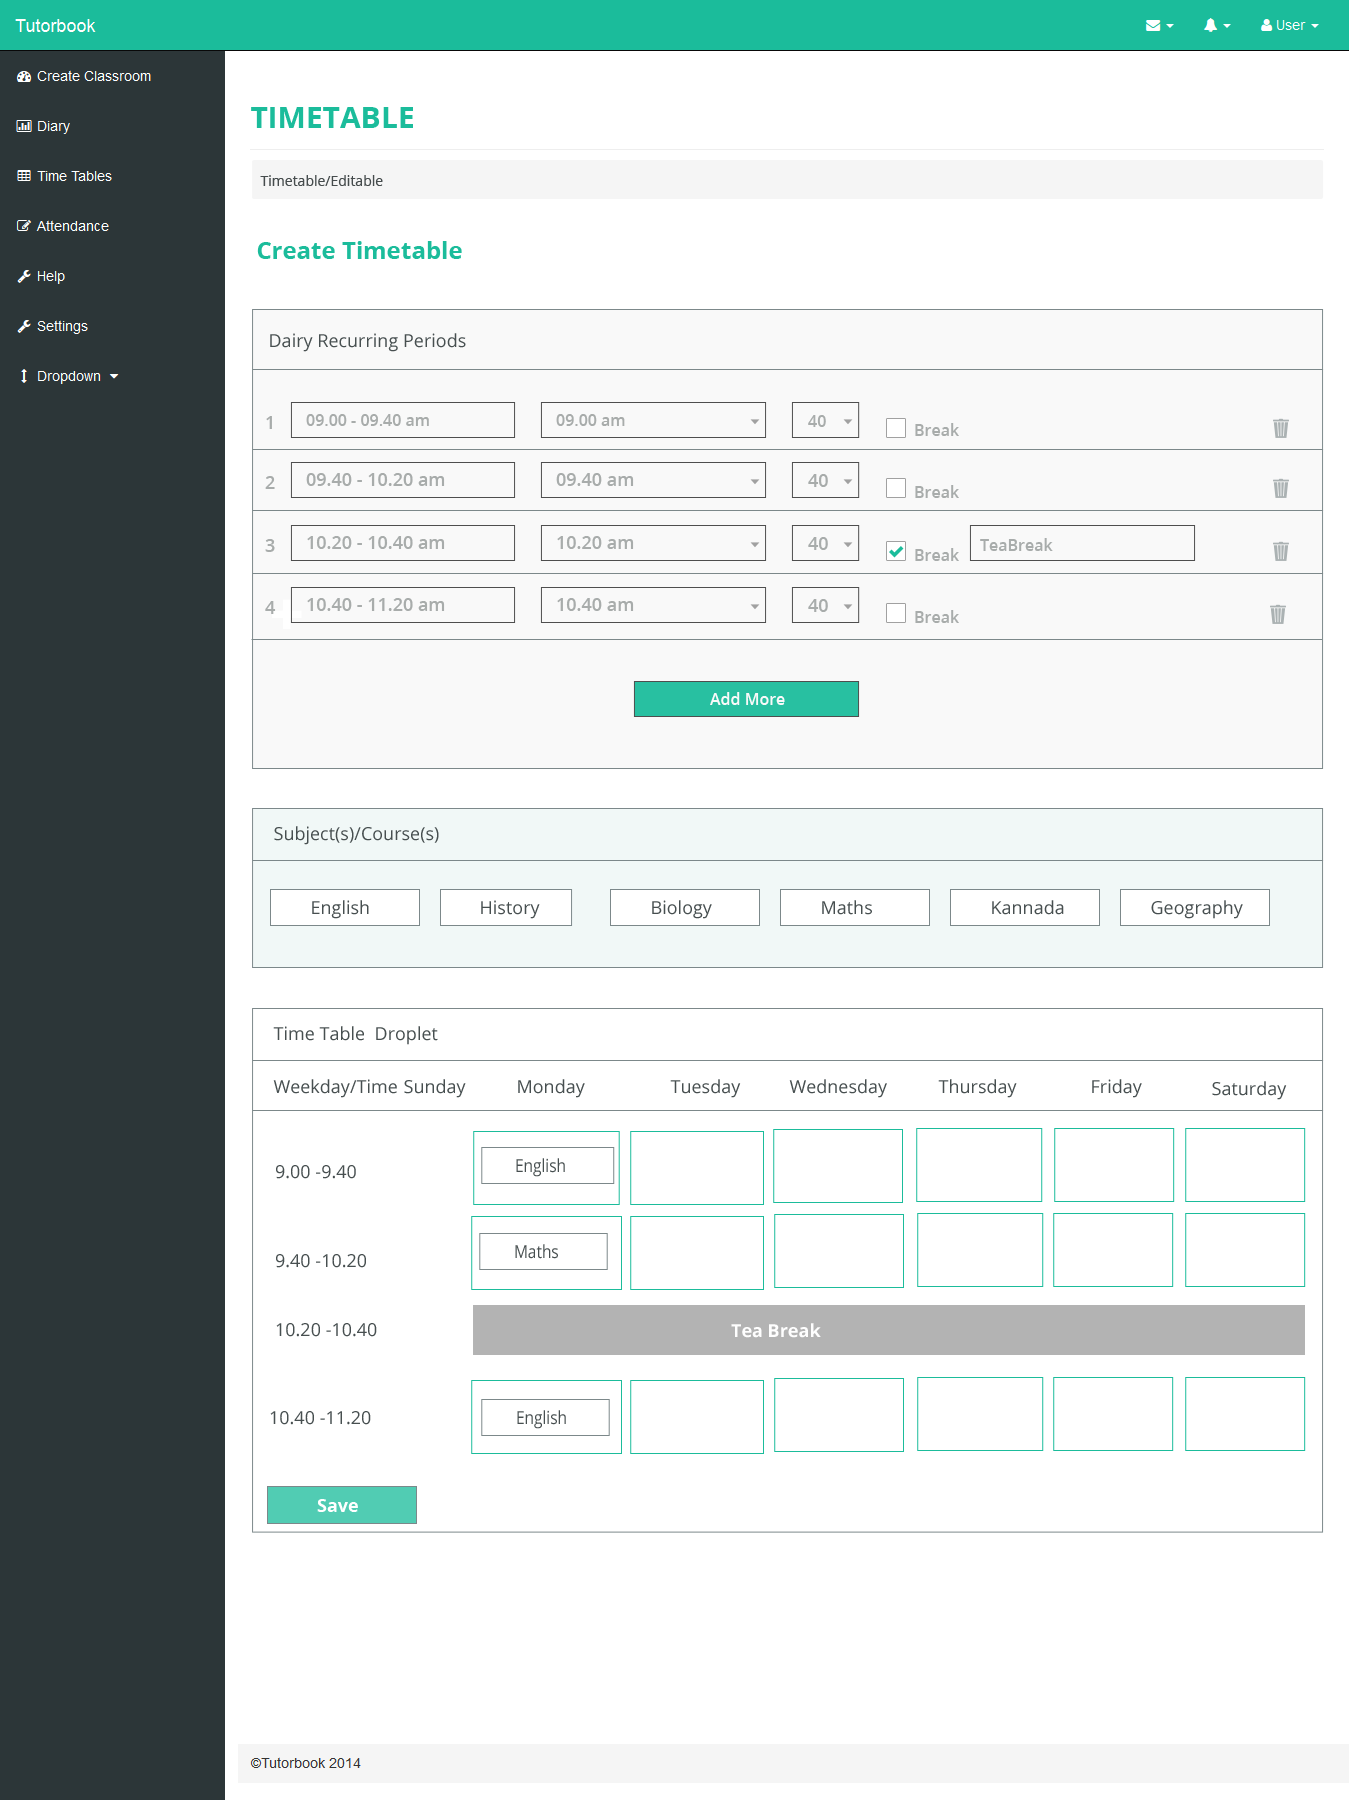 Tutorbook
User
Create Classroom
Diary
Time Tables
Attendance
Help
Settings
Dropdown
TIMETABLE
Timetable/Editable
Create Timetable
Dairy Recurring Periods
1 09.00 - 09.40 am 09.00 am 40 Break
2 09.40 - 10.20 am 09.40 am 40 Break
3 10.20 - 10.40 am 10.20 am 40 Break TeaBreak
4 10.40 - 11.20 am 10.40 am 40 Break
Add More
Subject(s)/Course(s)
English History Biology Maths Kannada Geography
Time Table Droplet
Weekday/Time Sunday Monday Tuesday Wednesday Thursday Friday Saturday
9.00 -9.40 English
9.40 -10.20 Maths
10.20 -10.40 Tea Break
10.40 -11.20 English
Save
©Tutorbook 2014